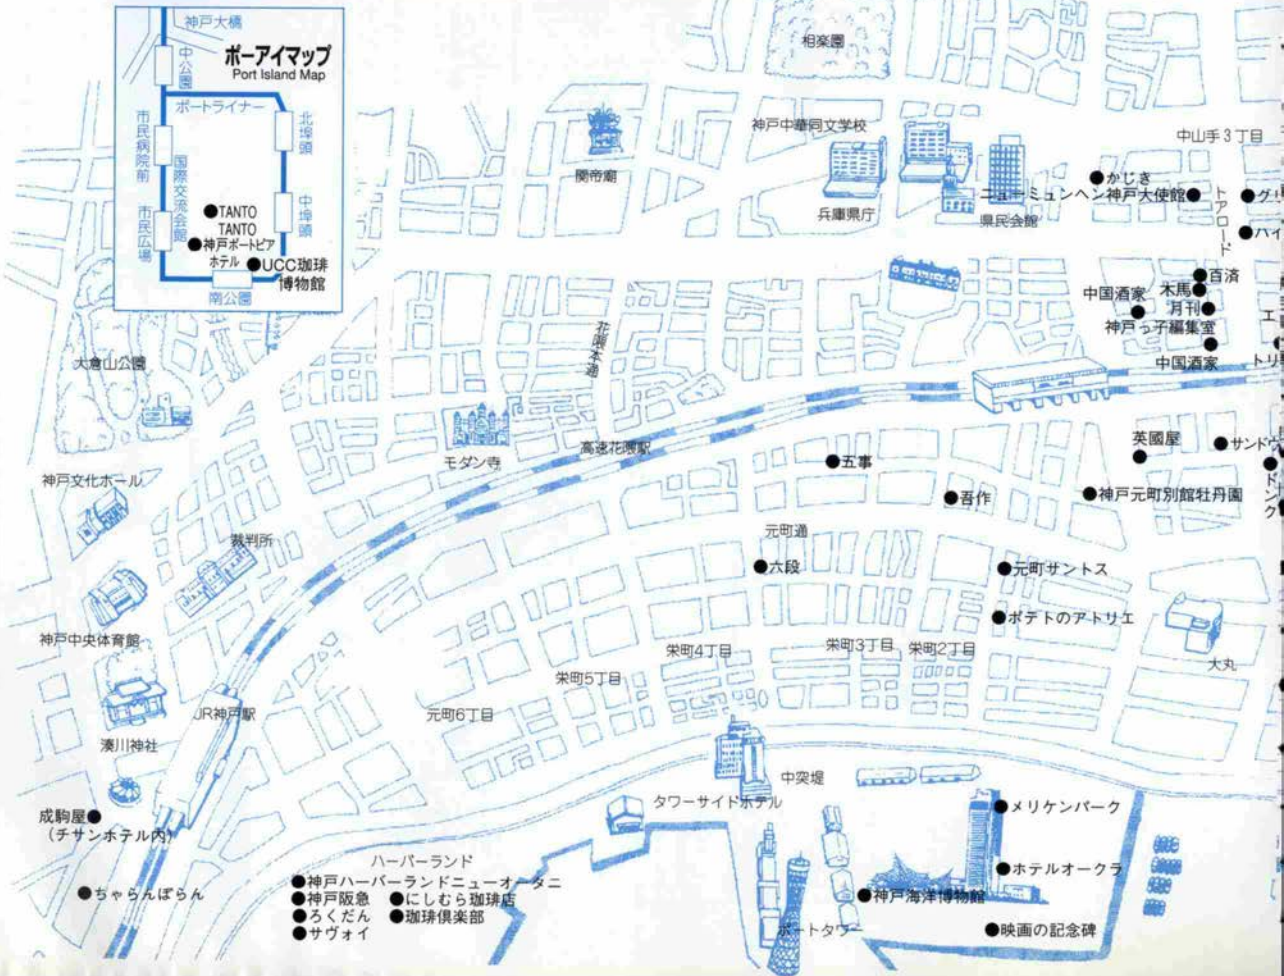 神戸大橋
ポーアイマップ
Port Island Map
中公園
ポートライナー
北埠頭
市民病院前
国際交流会館
市民広場
中埠頭
●TANTO
TANTO
●神戸ポートピア
ホテル
●UCC珈琲
博物館
南公園
相楽園
神戸中華同文学校
中山手3丁目
関帝廟
兵庫県庁
県民会館
●かじき
ニューミュンヘン神戸大使館●
トアロード
●グリ
●ハイ
●百済
木馬●
中国酒家
月刊●
神戸っ子編集室
中国酒家
エ
トリ
大倉山公園
花隈本通
モダン寺
高速花隈駅
●五事
英國屋
●サンドウ
●吾作
●神戸元町別館牡丹園
ドンク
神戸文化ホール
裁判所
元町通
●六段
●元町サントス
●ポテトのアトリエ
神戸中央体育館
栄町5丁目
栄町4丁目
栄町3丁目
栄町2丁目
大丸
JR神戸駅
元町6丁目
湊川神社
中突堤
タワーサイドホテル
●メリケンパーク
成駒屋●
(チサンホテル内)
ハーバーランド
●神戸ハーバーランドニューオータニ
●神戸阪急 ●にしむら珈琲店
●ろくだん ●珈琲倶楽部
●サヴォイ
●ちゃらんぽらん
●ホテルオークラ
●神戸海洋博物館
ポートタワー
●映画の記念碑